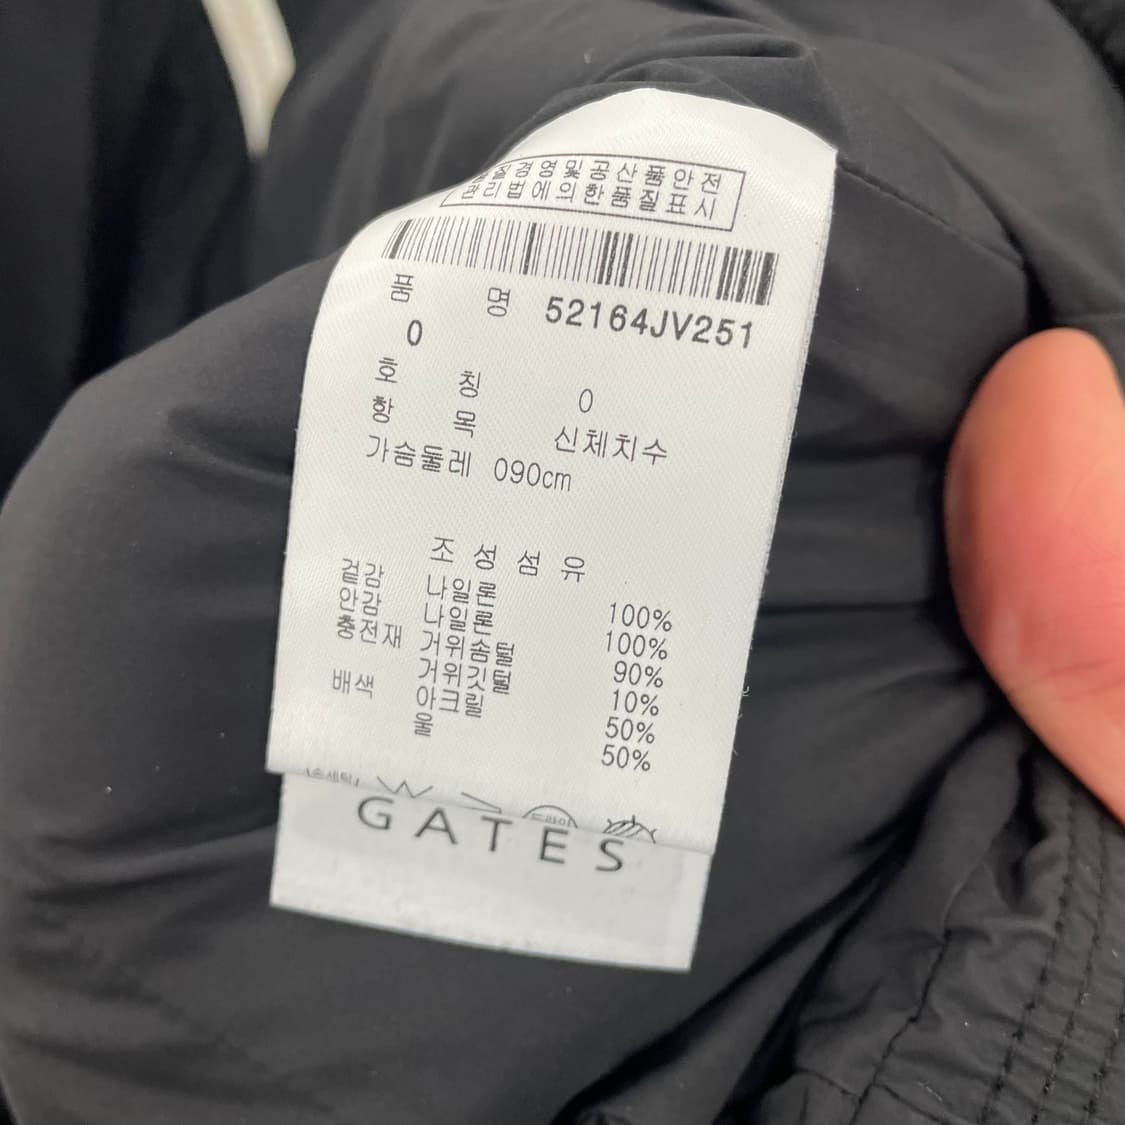 질경영및공산품안전
관리법에의한품질표시
품 명 52164JV251
0
호 칭 0
항 목 신체치수
가슴둘레 090cm
조성섬유
겉감 나일론 100%
안감 나일론 100%
충전재 거위솜털 90%
거위깃털 10%
배색 아크릴 50%
울 50%
드라이
GATES